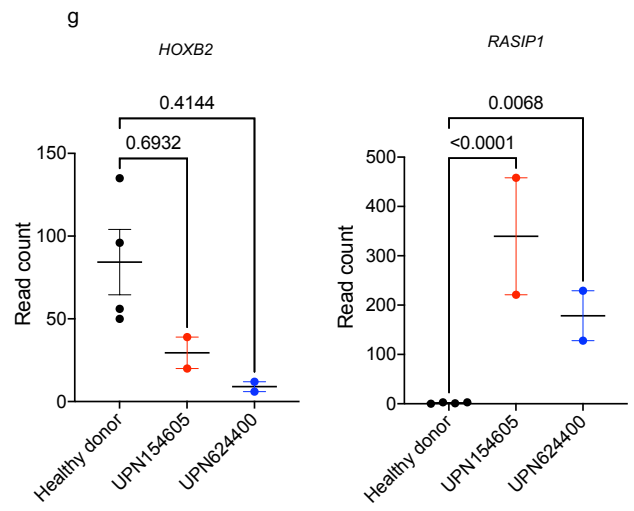 g
HOXB2
0.4144
0.6932
150
100
50
0
Read count
Healthy donor
UPN154605
UPN624400
RASIP1
0.0068
<0.0001
500
400
300
200
100
0
Read count
Healthy donor
UPN154605
UPN624400